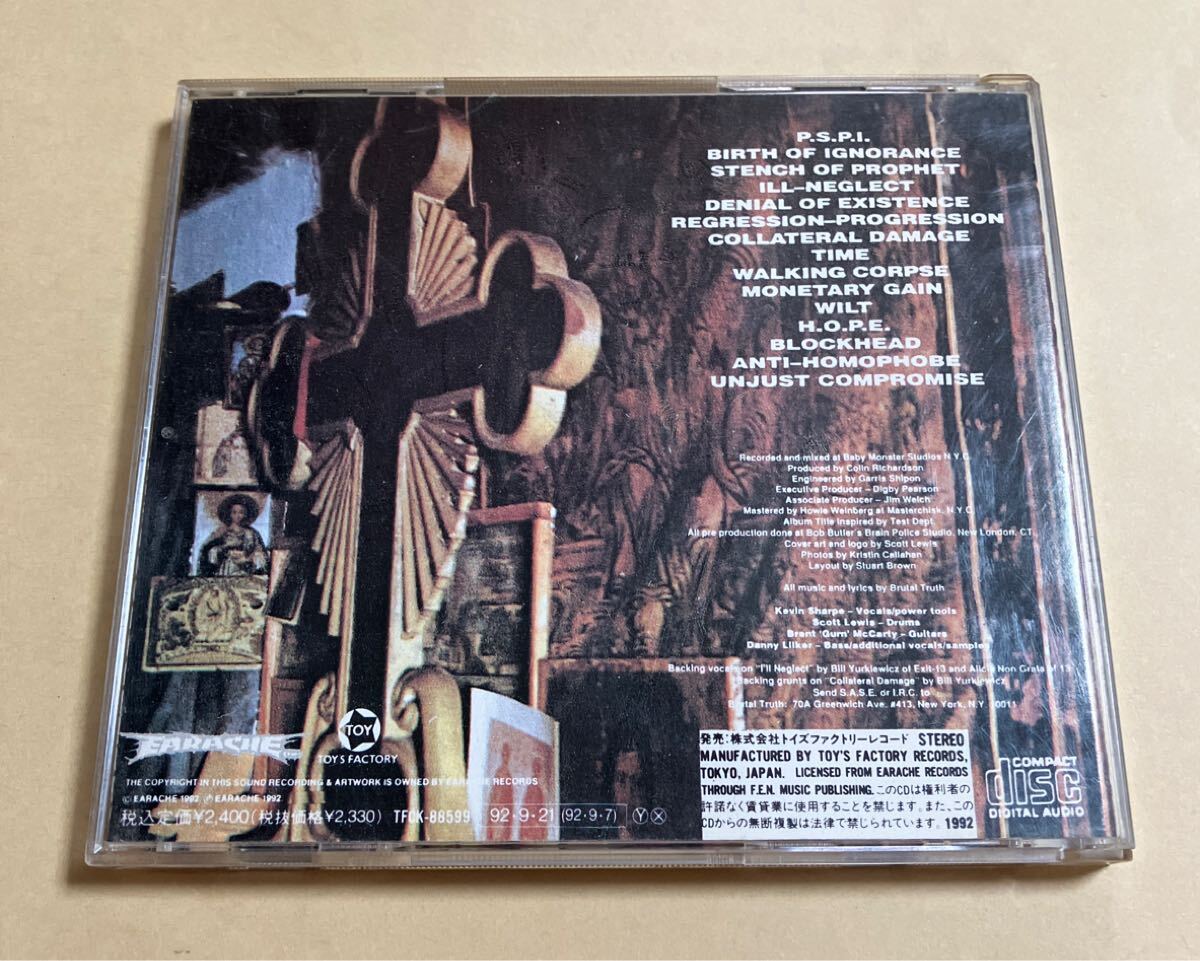 P.S.P.I.
BIRTH OF IGNORANCE
STENCH OF PROPHET
ILL-NEGLECT
DENIAL OF EXISTENCE
REGRESSION-PROGRESSION
COLLATERAL DAMAGE
TIME
WALKING CORPSE
MONETARY GAIN
WILT
H.O.P.E.
BLOCKHEAD
ANTI-HOMOPHOBE
UNJUST COMPROMISE
Recorded and mixed at Baby Monster Studios N.Y.C.
Produced by Colin Richardson
Engineered by Garris Shipon
Executive Producer – Digby Pearson
Associate Producer – Jim Welch
Mastered by Howie Weinberg at Masterdisk, N.Y.C.
Album Title inspired by Test Dept.
All pre production done at Bob Butler's Brain Police Studio, New London, CT.
Cover art and logo by Scott Lewis
Photos by Kristin Callahan
Layout by Stuart Brown
All music and lyrics by Brutal Truth
Kevin Sharpe – Vocals/power tools
Scott Lewis – Drums
Brent 'Gurn' McCarty – Guitars
Danny Lilker – Bass/additional vocals/samples
Backing vocals on "I'll Neglect" by Bill Yurkiewicz of Exit-13 and Alicia Non Grata of 13
Backing grunts on "Collateral Damage" by Bill Yurkiewicz
Send S.A.S.E. or I.R.C. to
Brutal Truth: 70A Greenwich Ave. #413, New York, N.Y. 10011
EARACHE
TOY
TOY'S FACTORY
THE COPYRIGHT IN THIS SOUND RECORDING & ARTWORK IS OWNED BY EARACHE RECORDS
© EARACHE 1992 ℗ EARACHE 1992
税込定価¥2,400(税抜価格¥2,330) TFCK-88599 92・9・21 (92・9・7) Ⓨ Ⓧ
発売:株式会社トイズファクトリーレコード STEREO
MANUFACTURED BY TOY'S FACTORY RECORDS,
TOKYO, JAPAN. LICENSED FROM EARACHE RECORDS
THROUGH F.E.N. MUSIC PUBLISHING. このCDは権利者の
許諾なく賃貸業に使用することを禁じます。また、この
CDからの無断複製は法律で禁じられています。 1992
COMPACT
disc
DIGITAL AUDIO